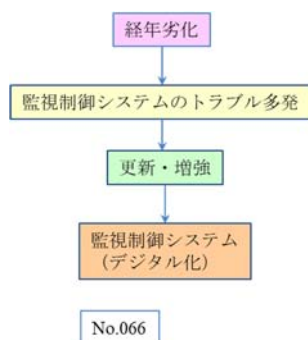 経年劣化
監視制御システムのトラブル多発
更新・増強
監視制御システム
（デジタル化）
No.066